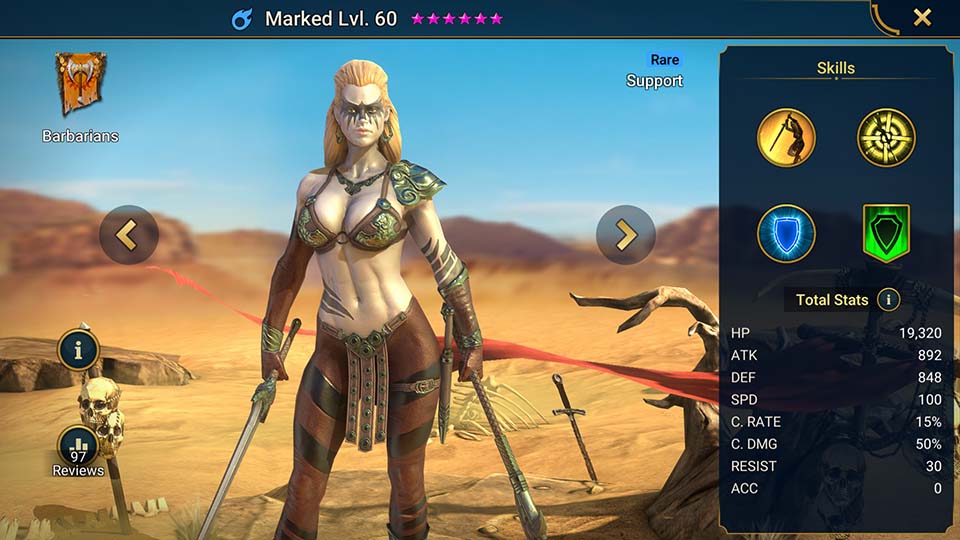 Marked Lvl. 60
Barbarians
Rare
Support
97
Reviews
Skills
Total Stats
HP 19,320
ATK 892
DEF 848
SPD 100
C. RATE 15%
C. DMG 50%
RESIST 30
ACC 0